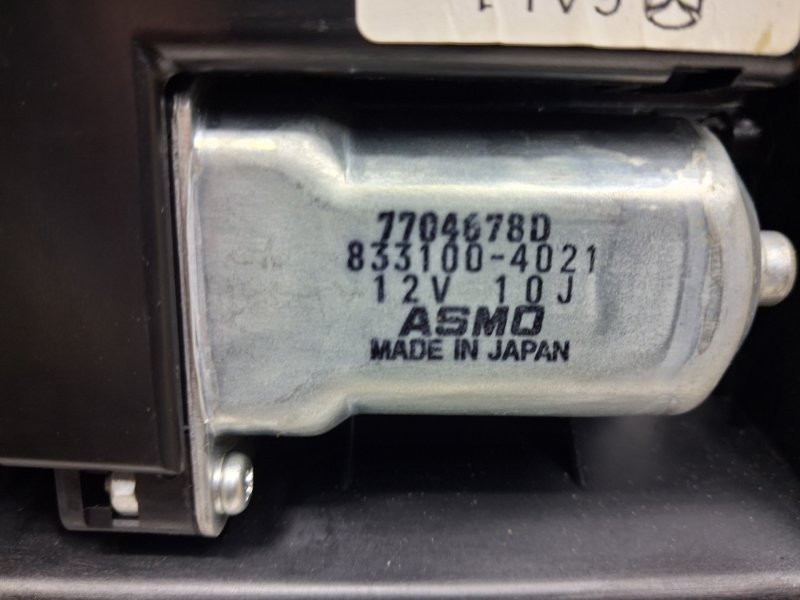 7704678D
833100-4021
12V 10J
ASMO
MADE IN JAPAN